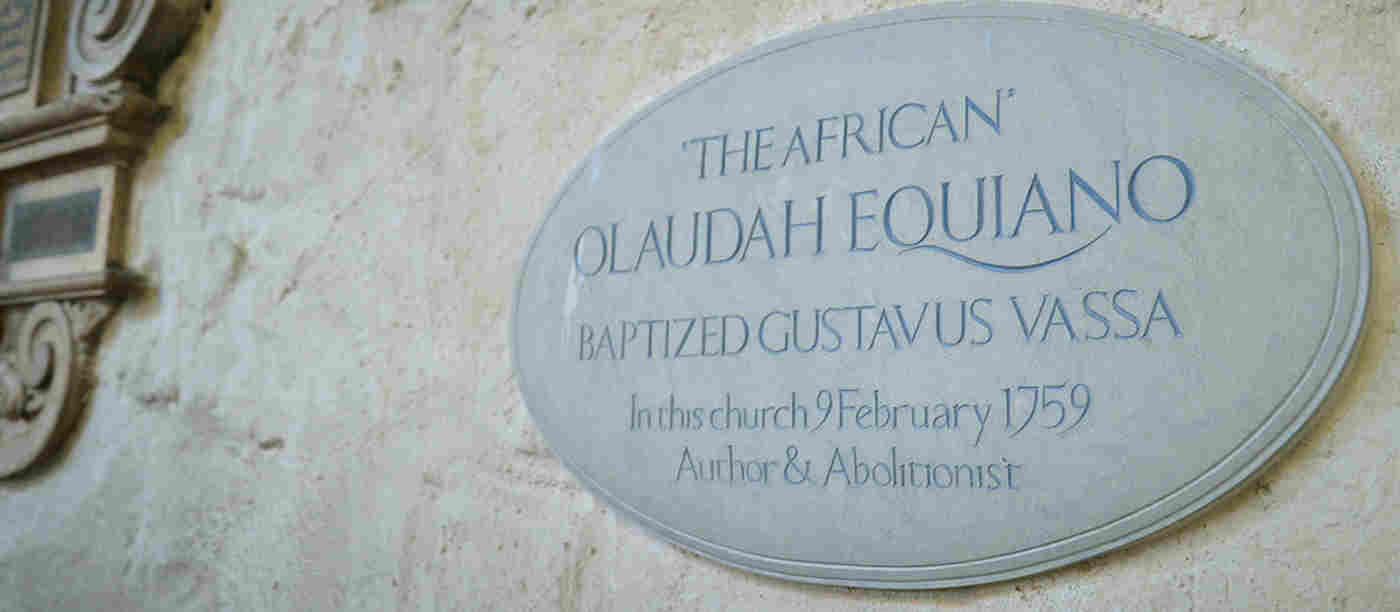 "THE AFRICAN"
OLAUDAH EQUIANO
BAPTIZED GUSTAVUS VASSA
In this church 9 February 1759
Author & Abolitionist